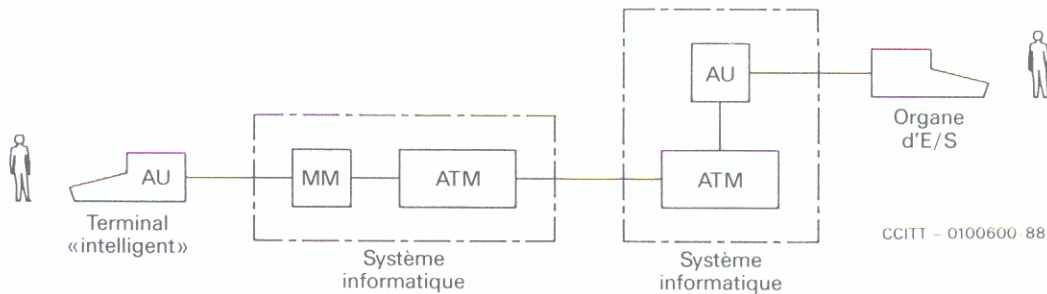 AU
Terminal
«intelligent»
MM
ATM
Système
informatique
AU
ATM
Système
informatique
Organe
d'E/S
CCITT – 0100600-88